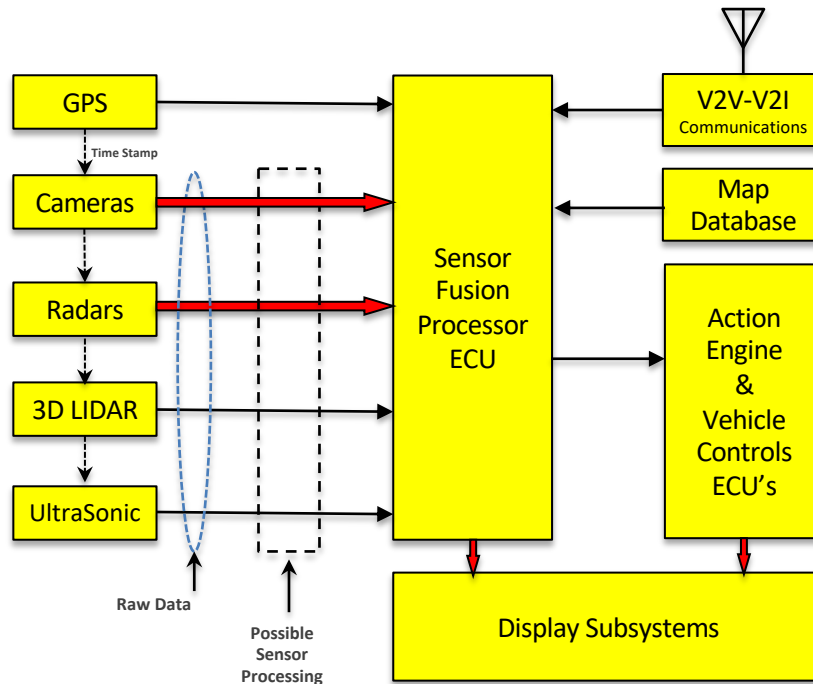 GPS
Time Stamp
Cameras
Radars
3D LIDAR
UltraSonic
Raw Data
Possible
Sensor
Processing
Sensor
Fusion
Processor
ECU
V2V-V2I
Communications
Map
Database
Action
Engine
&
Vehicle
Controls
ECU’s
Display Subsystems